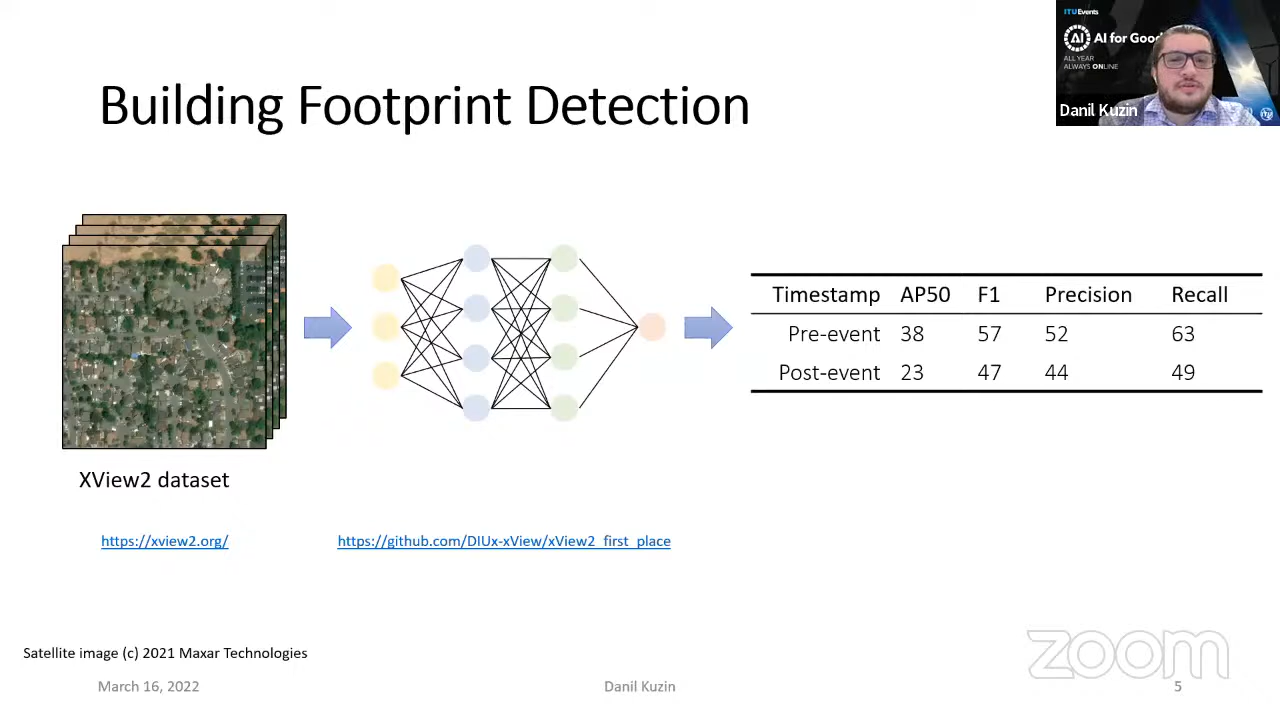 Building Footprint Detection
ITUEvents
AI
AI for Good
ALL YEAR
ALWAYS ONLINE
Danil Kuzin
Timestamp AP50 F1 Precision Recall
Pre-event 38 57 52 63
Post-event 23 47 44 49
XView2 dataset
https://xview2.org/
https://github.com/DIUx-xView/xView2_first_place
Satellite image (c) 2021 Maxar Technologies
zoom
March 16, 2022
Danil Kuzin
5